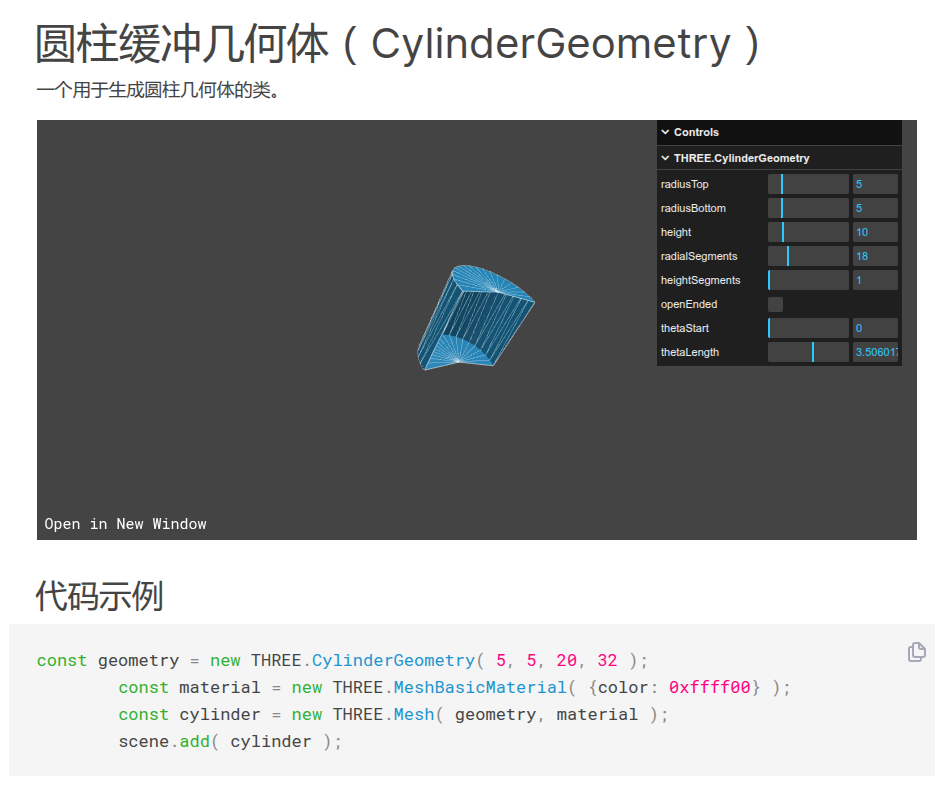 圆柱缓冲几何体（CylinderGeometry）
一个用于生成圆柱几何体的类。
Controls
THREE.CylinderGeometry
radiusTop 5
radiusBottom 5
height 10
radialSegments 18
heightSegments 1
openEnded
thetaStart 0
thetaLength 3.50601
Open in New Window
代码示例
const geometry = new THREE.CylinderGeometry( 5, 5, 20, 32 );
const material = new THREE.MeshBasicMaterial( {color: 0xffff00} );
const cylinder = new THREE.Mesh( geometry, material );
scene.add( cylinder );